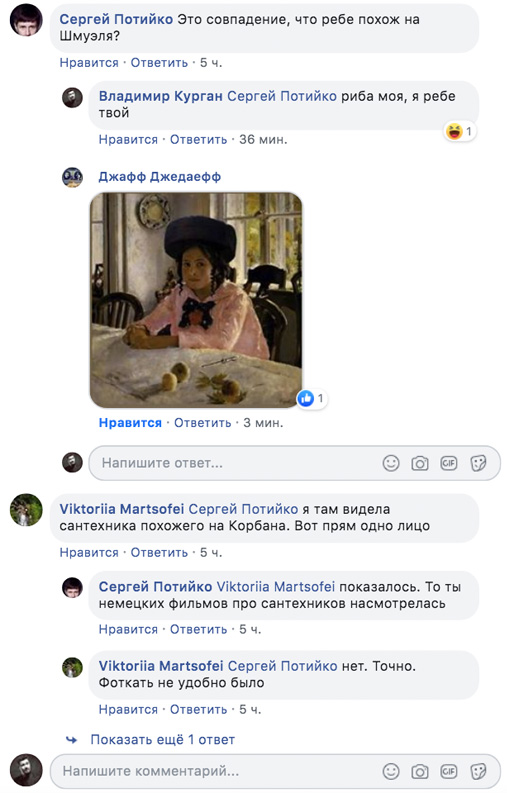 Сергей Потийко Это совпадение, что ребе похож на
Шмуэля?
Нравится · Ответить · 5 ч.
Владимир Курган Сергей Потийко риба моя, я ребе
твой
1
Нравится · Ответить · 36 мин.
Джафф Джедаефф
1
Нравится · Ответить · 3 мин.
Напишите ответ...
GIF
Viktoriia Martsofei Сергей Потийко я там видела
сантехника похожего на Корбана. Вот прям одно лицо
Нравится · Ответить · 5 ч.
Сергей Потийко Viktoriia Martsofei показалось. То ты
немецких фильмов про сантехников насмотрелась
Нравится · Ответить · 5 ч.
Viktoriia Martsofei Сергей Потийко нет. Точно.
Фоткать не удобно было
Нравится · Ответить · 5 ч.
Показать ещё 1 ответ
Напишите комментарий...
GIF